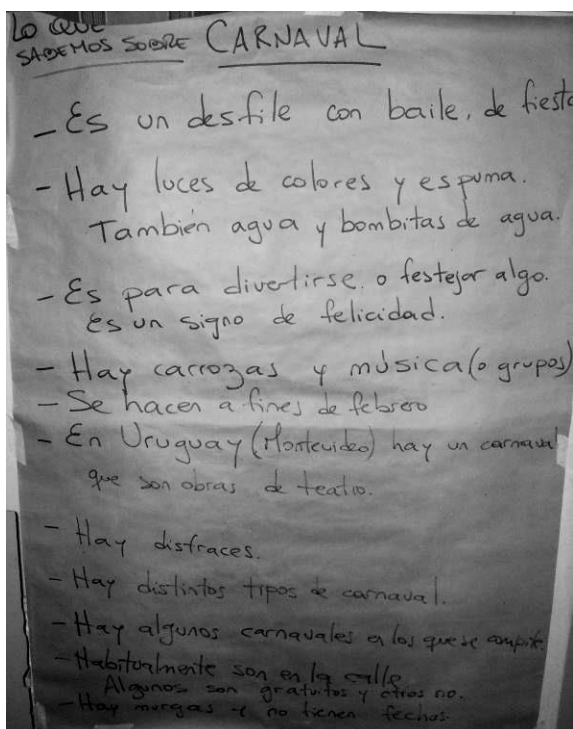 LO QUE
SABEMOS SOBRE CARNAVAL
- Es un desfile con baile, de fiesta
- Hay luces de colores y espuma.
También agua y bombitas de agua.
- Es para divertirse o festejar algo.
es un signo de felicidad.
- Hay carrozas y música (o grupos)
- Se hacen a fines de febrero
- En Uruguay (Montevideo) hay un carnaval
que son obras de teatro.
- Hay disfraces.
- Hay distintos tipos de carnaval.
- Hay algunos carnavales en los que se compite.
- Habitualmente son en la calle
Algunos son gratuitos y otros no.
- Hay murgas y no tienen fechas.